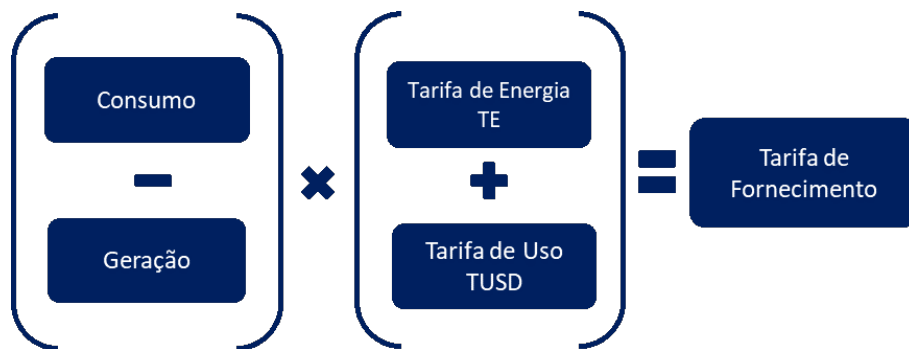 Consumo
Geração
Tarifa de Energia
TE
Tarifa de Uso
TUSD
Tarifa de
Fornecimento